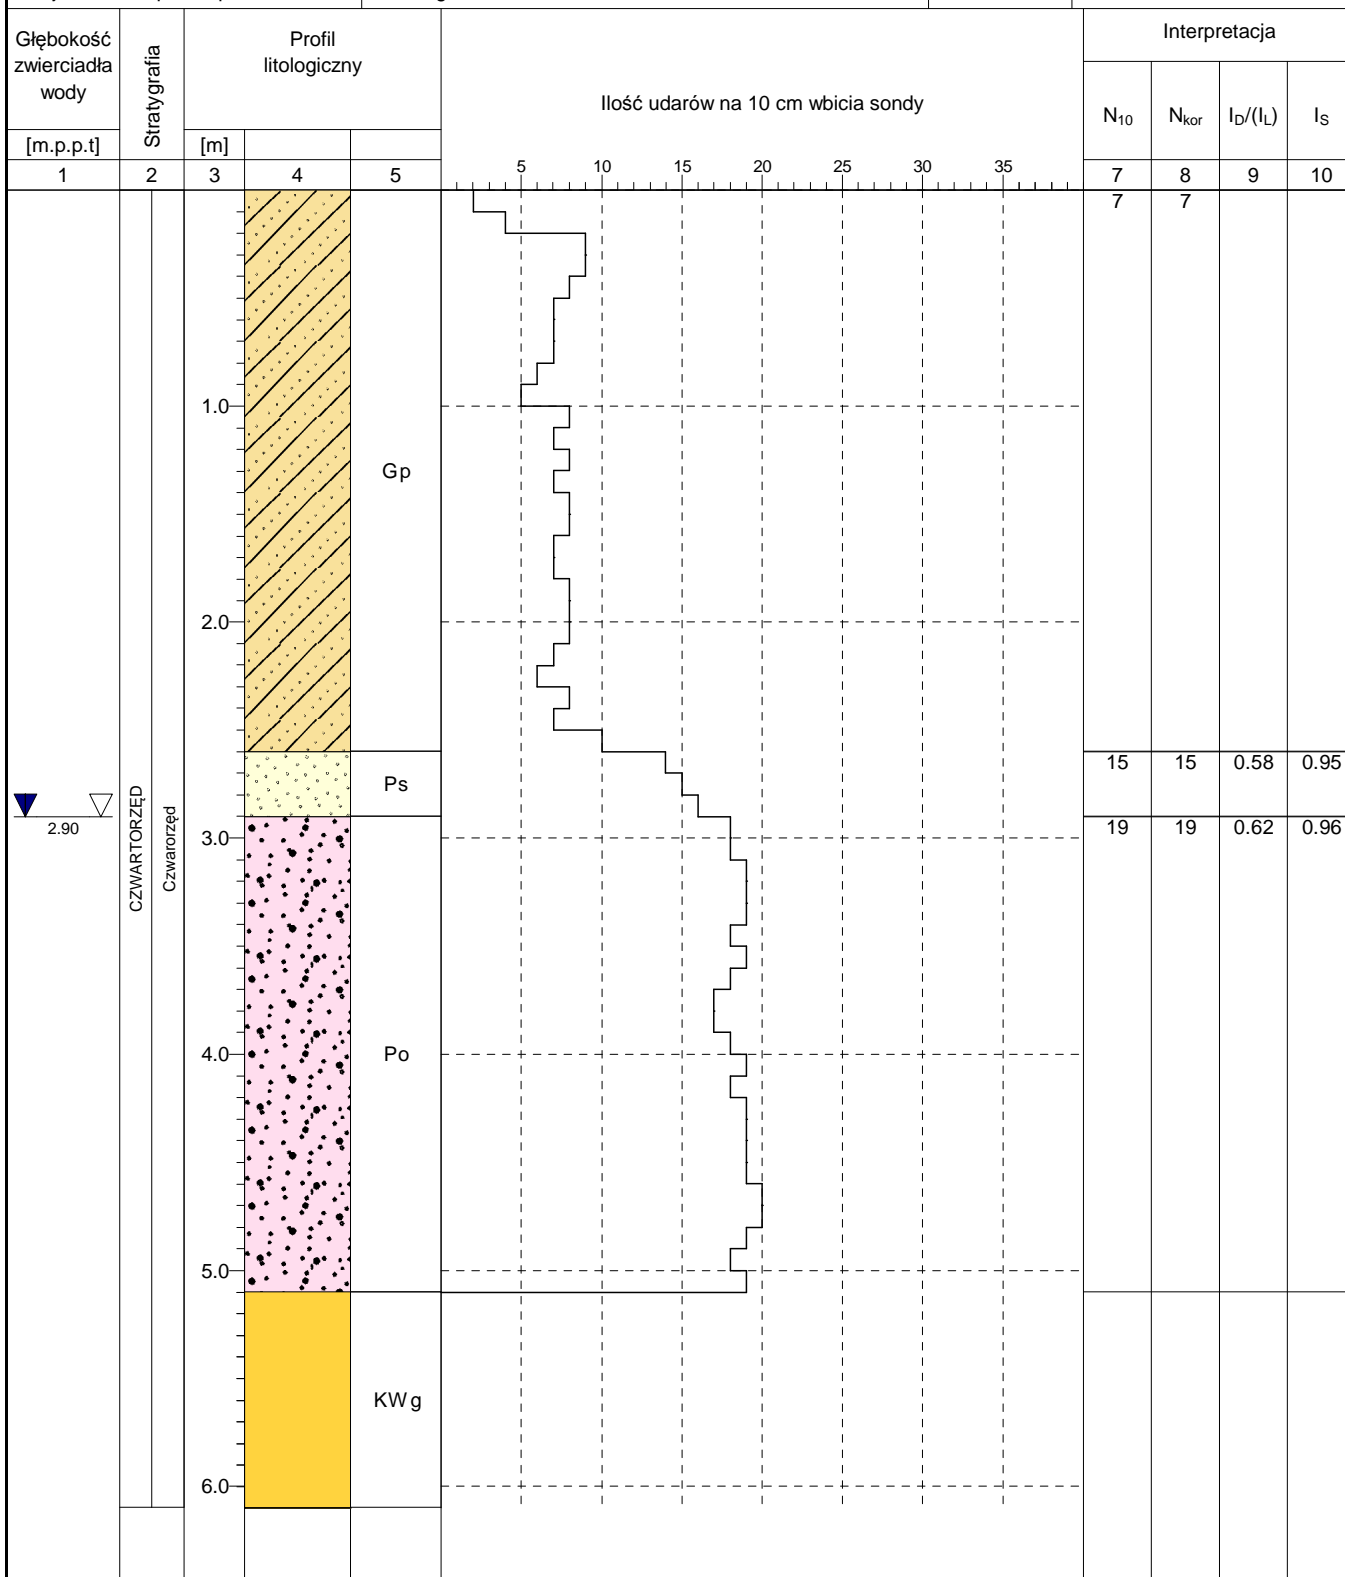 Głębokość
zwierciadła
wody
[m.p.p.t]
Stratygrafia
Profil
litologiczny
[m]
Ilość udarów na 10 cm wbicia sondy
Interpretacja
N10 Nkor ID/(IL) IS
1 2 3 4 5 7 8 9 10
5 10 15 20 25 30 35
7 7
1.0
Gp
2.0
15 15 0.58 0.95
Ps
2.90
19 19 0.62 0.96
3.0
CZWARTORZĘD
Czwarorzęd
4.0
Po
5.0
KWg
6.0